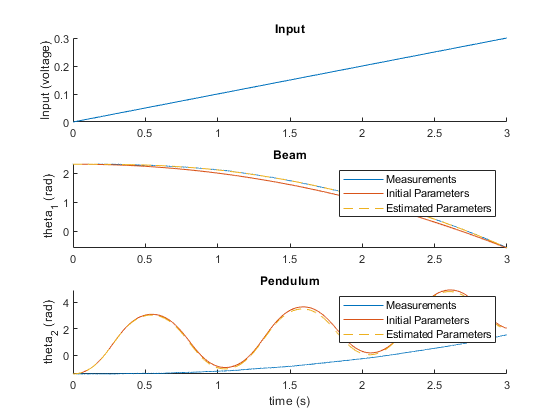 Input
Input (voltage)
0.3
0.2
0.1
0
0 0.5 1 1.5 2 2.5 3
Beam
theta1 (rad)
2
1
0
Measurements
Initial Parameters
Estimated Parameters
0 0.5 1 1.5 2 2.5 3
Pendulum
theta2 (rad)
4
2
0
Measurements
Initial Parameters
Estimated Parameters
0 0.5 1 1.5 2 2.5 3
time (s)